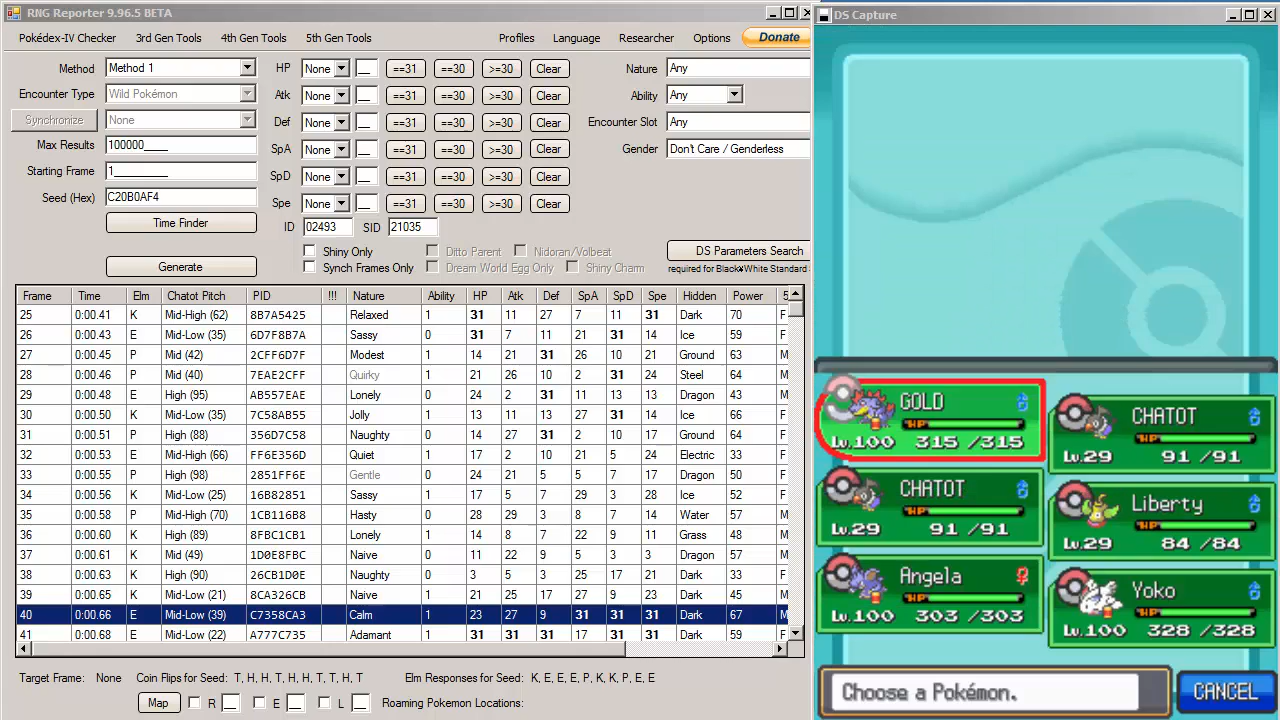 RNG Reporter 9.96.5 BETA
3rd Gen Tools 4th Gen Tools 5th Gen Tools Profiles Language Researcher Options Donate
Method Method 1
Encounter Type Wild Pokémon
Synchronize None
Max Results 100000____
Starting Frame 1_________
Seed (Hex) C20B0AF4
Time Finder
Generate
HP None __ ==31 ==30 >=30 Clear
Atk None __ ==31 ==30 >=30 Clear
Def None __ ==31 ==30 >=30 Clear
SpA None __ ==31 ==30 >=30 Clear
SpD None __ ==31 ==30 >=30 Clear
Spe None __ ==31 ==30 >=30 Clear
ID 02493 SID 21035
Nature Any
Ability Any
Encounter Slot Any
Gender Don't Care / Genderless
Shiny Only Ditto Parent Nidoran/Volbeat
Synch Frames Only Dream World Egg Only Shiny Charm
DS Parameters Search
required for Black White Standard
Frame Time Elm Chatot Pitch PID !!! Nature Ability HP Atk Def SpA SpD Spe Hidden Power
25 0:00.41 K Mid-High (62) 8B7A5425 Relaxed 1 31 11 27 7 11 31 Dark 70 F
26 0:00.43 E Mid-Low (35) 6D7F8B7A Sassy 0 31 7 11 21 31 14 Ice 59 F
27 0:00.45 P Mid (42) 2CFF6D7F Modest 1 14 21 31 26 10 21 Ground 63 M
28 0:00.46 P Mid (40) 7EAE2CFF Quirky 1 21 26 10 2 31 24 Steel 64 M
29 0:00.48 E High (95) AB557EAE Lonely 0 24 2 31 11 13 13 Dragon 43 F
30 0:00.50 K Mid-Low (35) 7C58AB55 Jolly 1 13 11 13 27 31 14 Ice 66 F
31 0:00.51 P High (88) 356D7C58 Naughty 0 14 27 31 2 10 17 Ground 64 M
32 0:00.53 E Mid-High (66) FF85356D Quiet 1 17 2 10 21 5 24 Electric 33 F
33 0:00.55 P High (98) 2851FF6E Gentle 0 24 21 5 5 7 17 Dragon 50 F
34 0:00.56 K Mid-Low (25) 16B82851 Sassy 1 17 5 7 29 3 28 Ice 52 F
35 0:00.58 P Mid-High (70) 1CB116B8 Hasty 0 28 29 3 8 7 14 Water 57 M
36 0:00.60 K High (89) 8FBC1CB1 Lonely 1 14 8 7 22 9 11 Grass 48 F
37 0:00.61 K Mid (49) 1D0E8FBC Naive 0 11 22 9 5 3 3 Dragon 57 M
38 0:00.63 K High (90) 26CB1D0E Naughty 0 3 5 3 25 17 21 Dark 33 F
39 0:00.65 K Mid-Low (21) 8CA326CB Naive 1 21 25 17 27 9 23 Dark 45 F
40 0:00.66 E Mid-Low (39) C7358CA3 Calm 1 23 27 9 31 31 31 Dark 67 M
41 0:00.68 E Mid-Low (22) A777C735 Adamant 1 31 31 31 17 31 31 Dark 59 F
Target Frame: None Coin Flips for Seed: T, H, H, T, H, H, T, T, H, T Elm Responses for Seed: K, E, E, E, P, K, K, P, E, E
Map R __ E __ L __ Roaming Pokémon Locations:
DS Capture
GOLD ♂
HP
Lv.100 315 /315
CHATOT ♂
HP
Lv.29 91 /91
CHATOT ♂
HP
Lv.29 91 /91
Liberty ♂
HP
Lv.29 84 /84
Angela ♀
HP
Lv.100 303 /303
Yoko ♂
HP
Lv.100 328 /328
Choose a Pokémon.
CANCEL